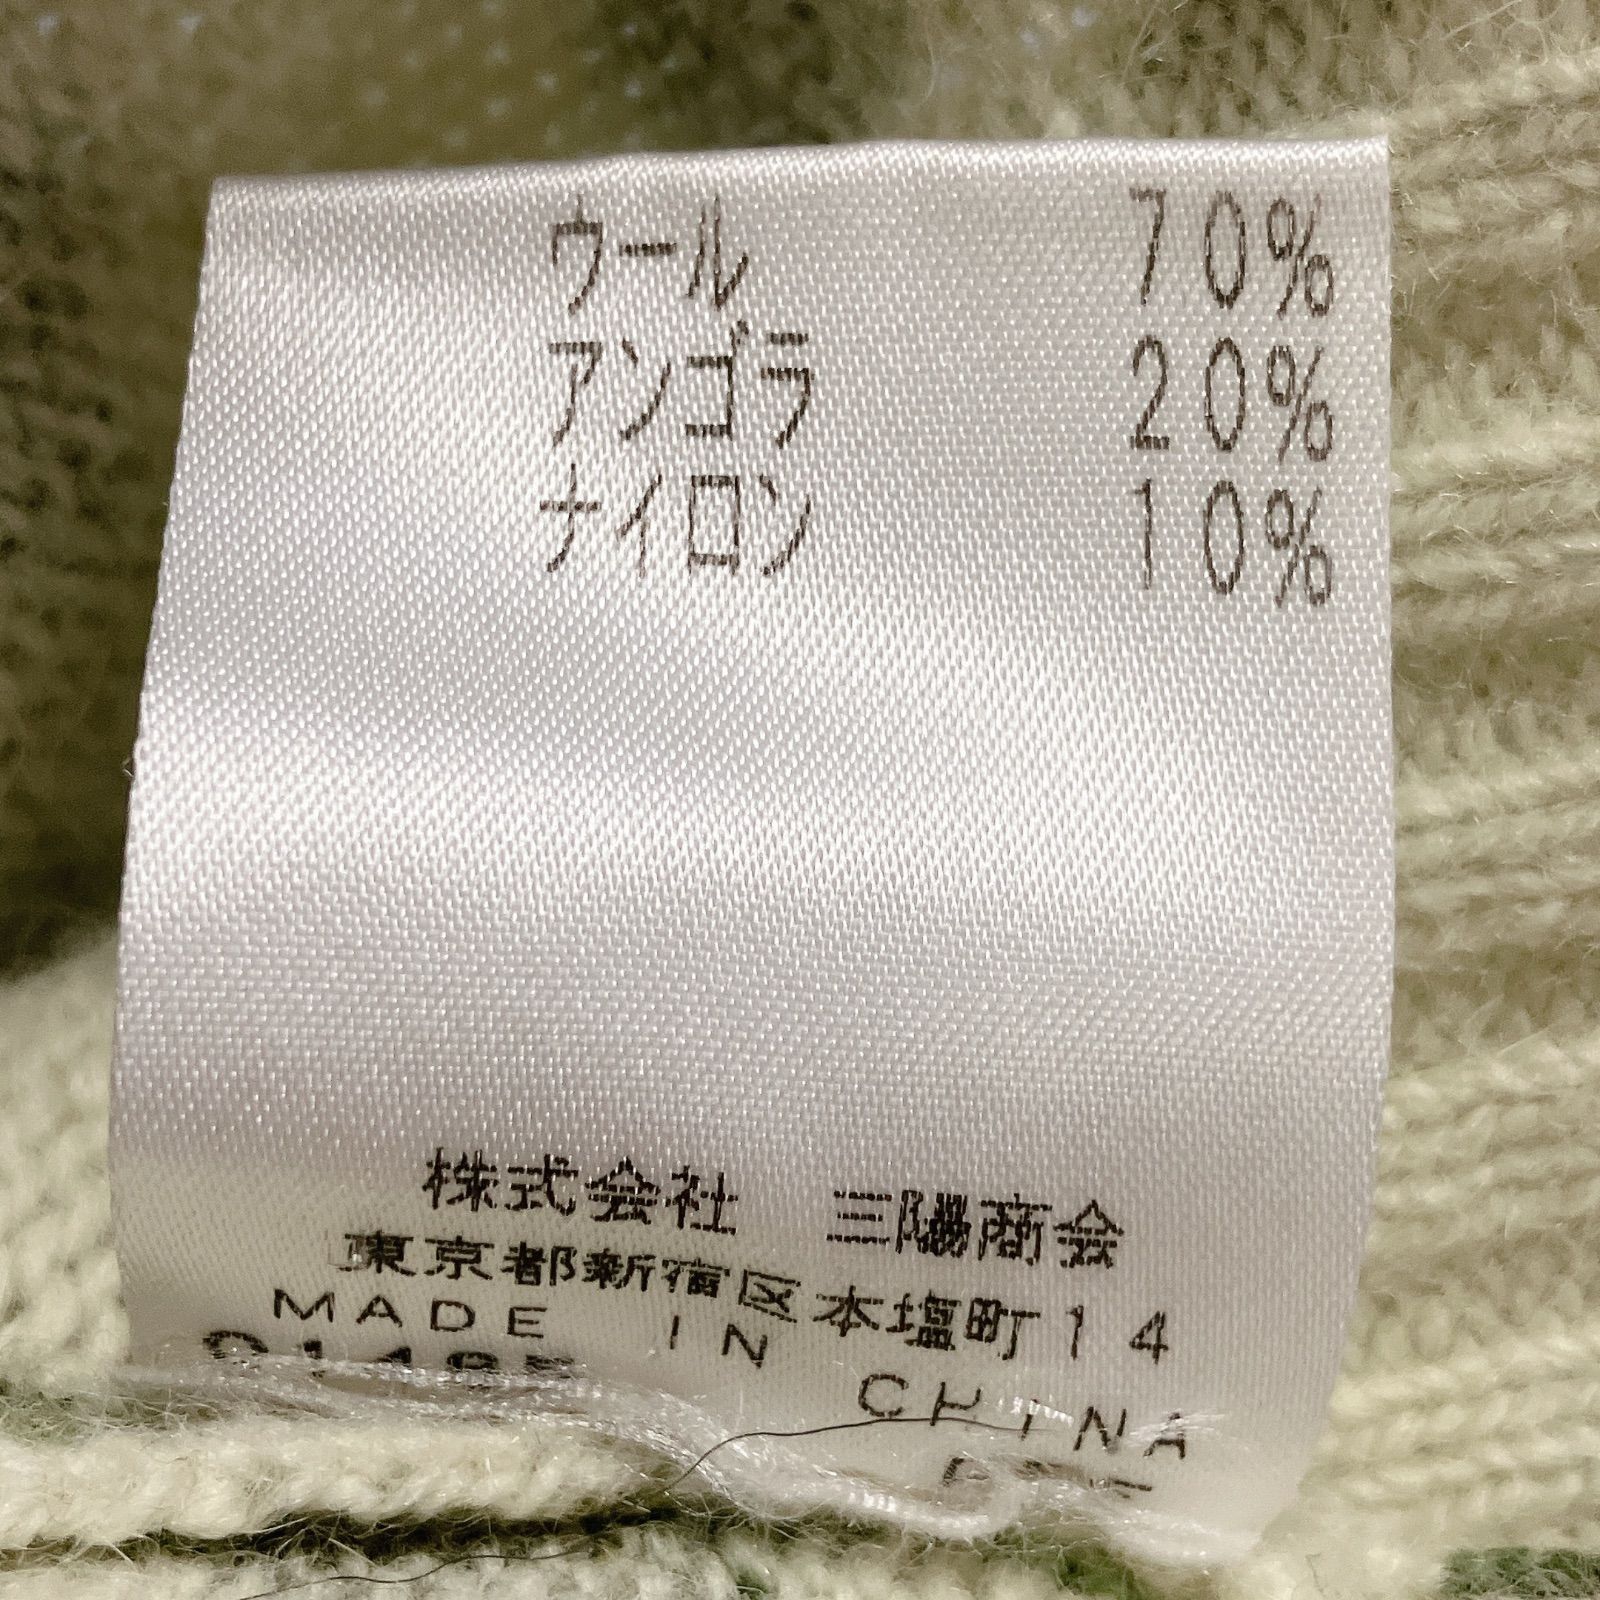 ウール 70%
アンゴラ 20%
ナイロン 10%
株式会社 三陽商会
東京都新宿区本塩町14
MADE IN CHINA